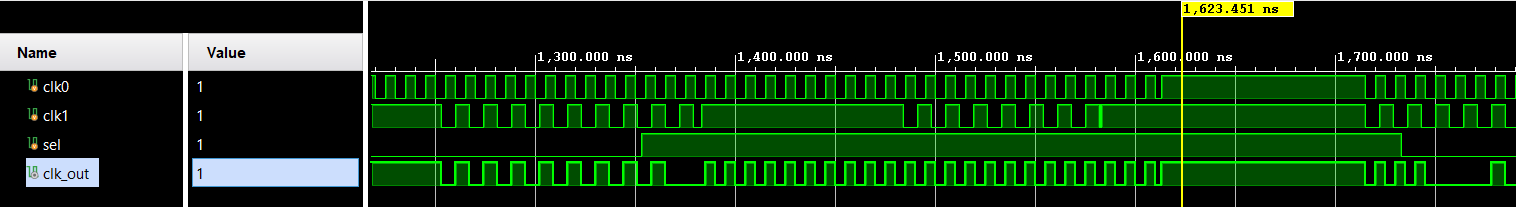 1,623.451 ns
Name Value
1,300.000 ns 1,400.000 ns 1,500.000 ns 1,600.000 ns 1,700.000 ns
clk0 1
clk1 1
sel 1
clk_out 1